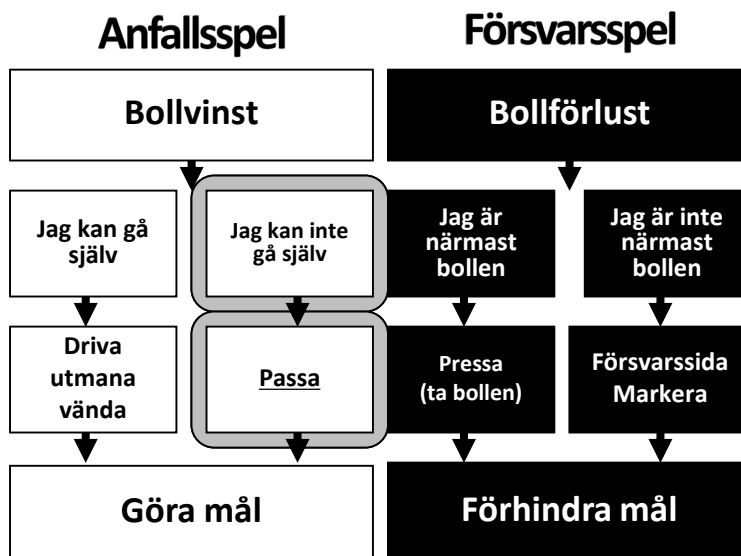 Anfallsspel
Försvarsspel
Bollvinst
Bollförlust
Jag kan gå
själv
Jag kan inte
gå själv
Jag är
närmast
bollen
Jag är inte
närmast
bollen
Driva
utmana
vända
Passa
Pressa
(ta bollen)
Försvarssida
Markera
Göra mål
Förhindra mål